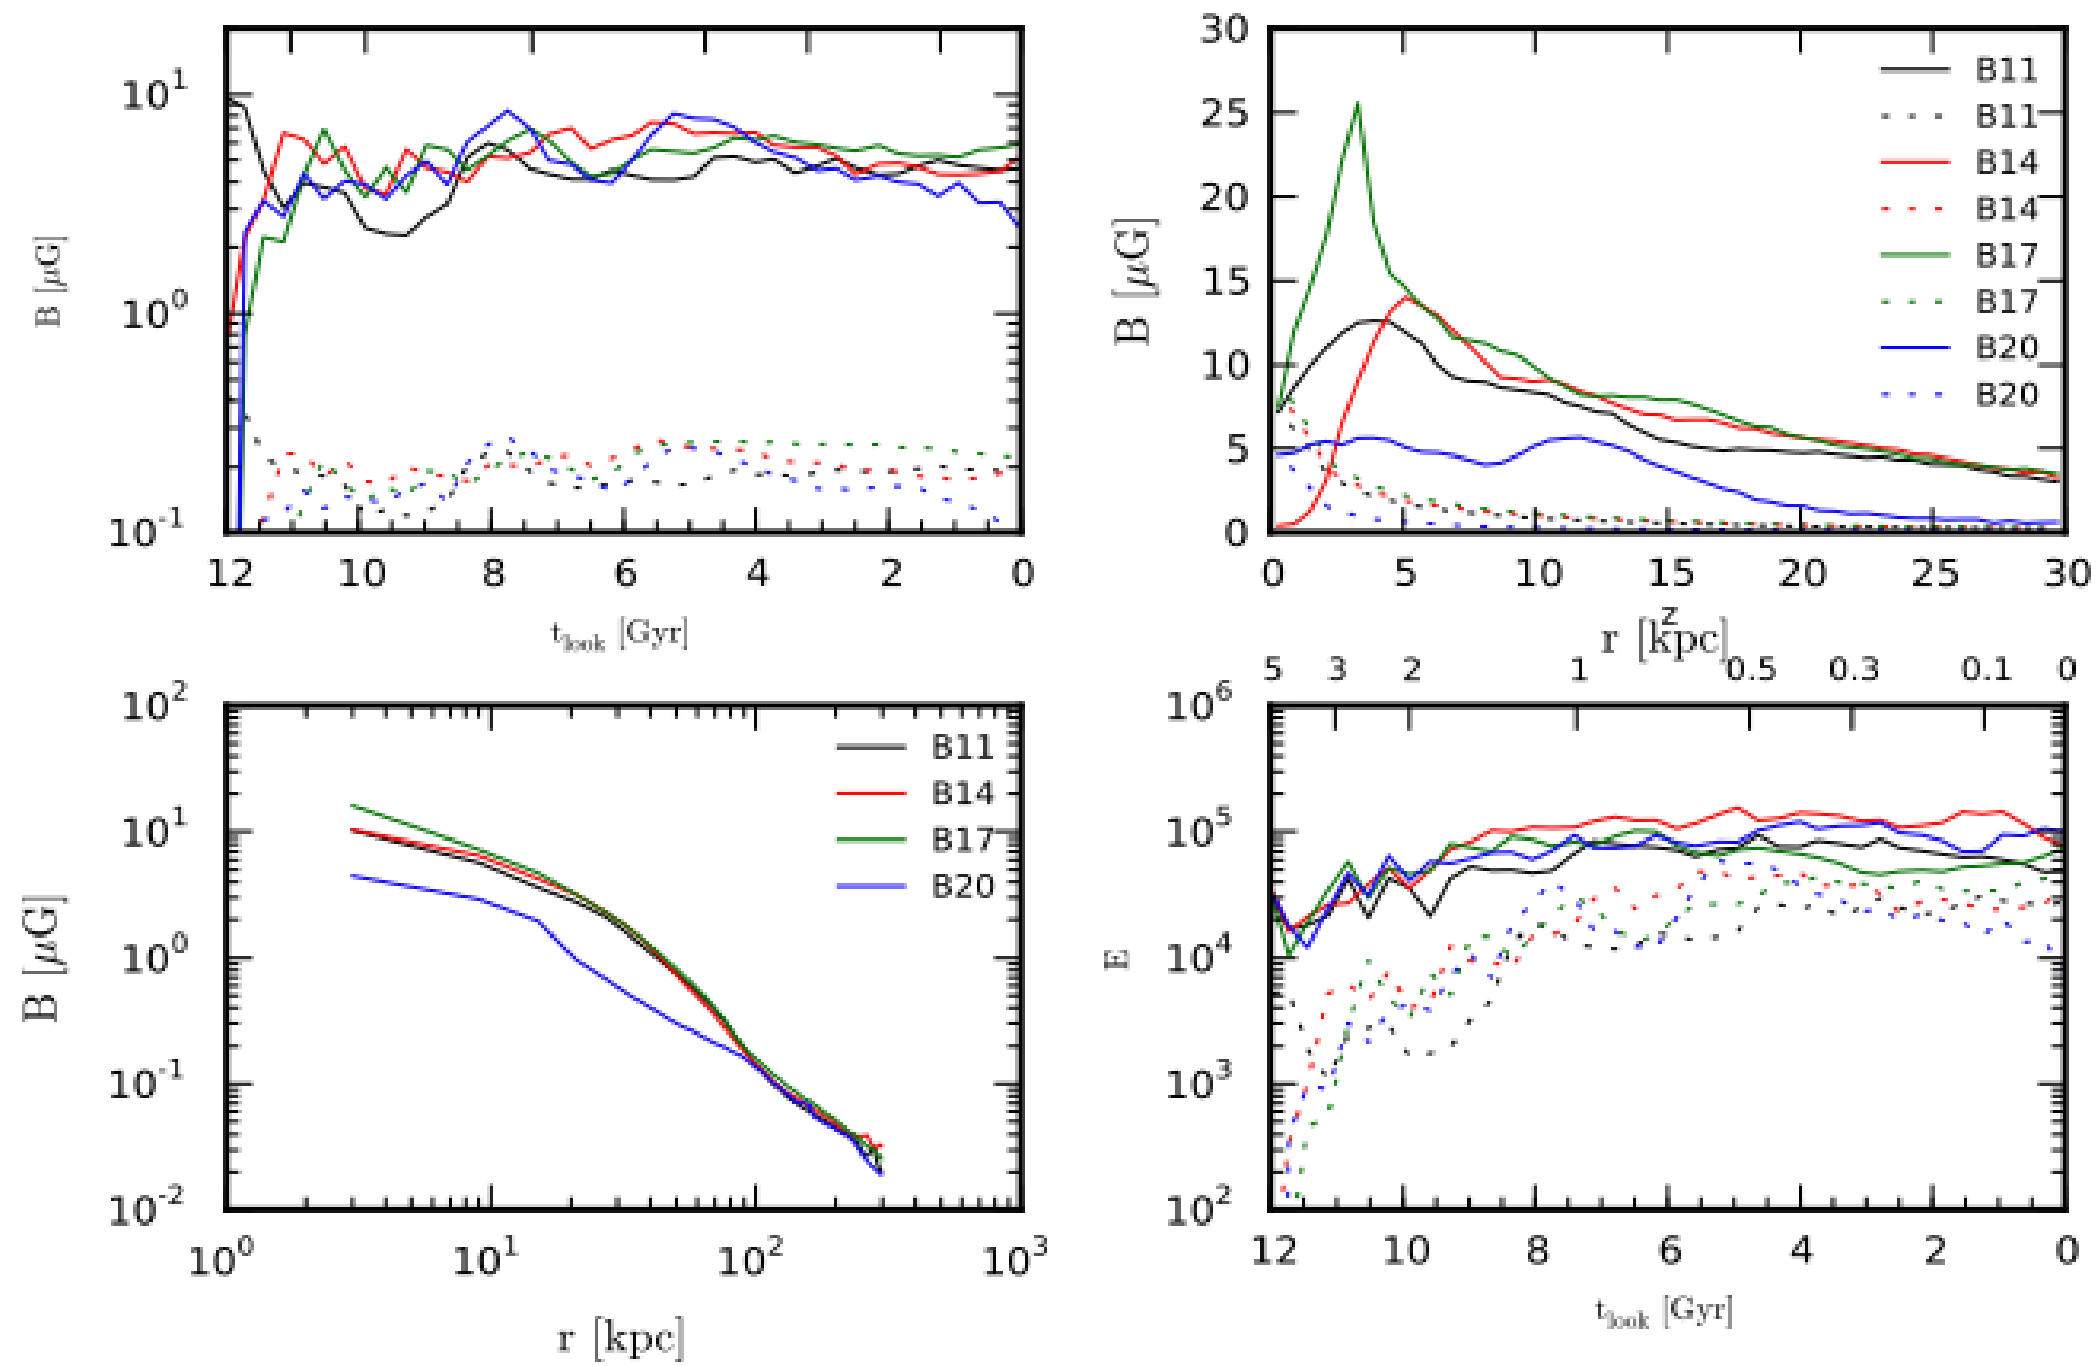 10¹
10⁰
10⁻¹
B [μG]
12 10 8 6 4 2 0
t_look [Gyr]
30
25
20
15
10
5
0
B [μG]
B11
B11
B14
B14
B17
B17
B20
B20
0 5 10 15 20 25 30
r [kpc]
10²
10¹
10⁰
10⁻¹
10⁻²
B [μG]
B11
B14
B17
B20
10⁰ 10¹ 10² 10³
r [kpc]
z
5 3 2 1 0.5 0.3 0.1 0
10⁶
10⁵
10⁴
10³
10²
E
12 10 8 6 4 2 0
t_look [Gyr]